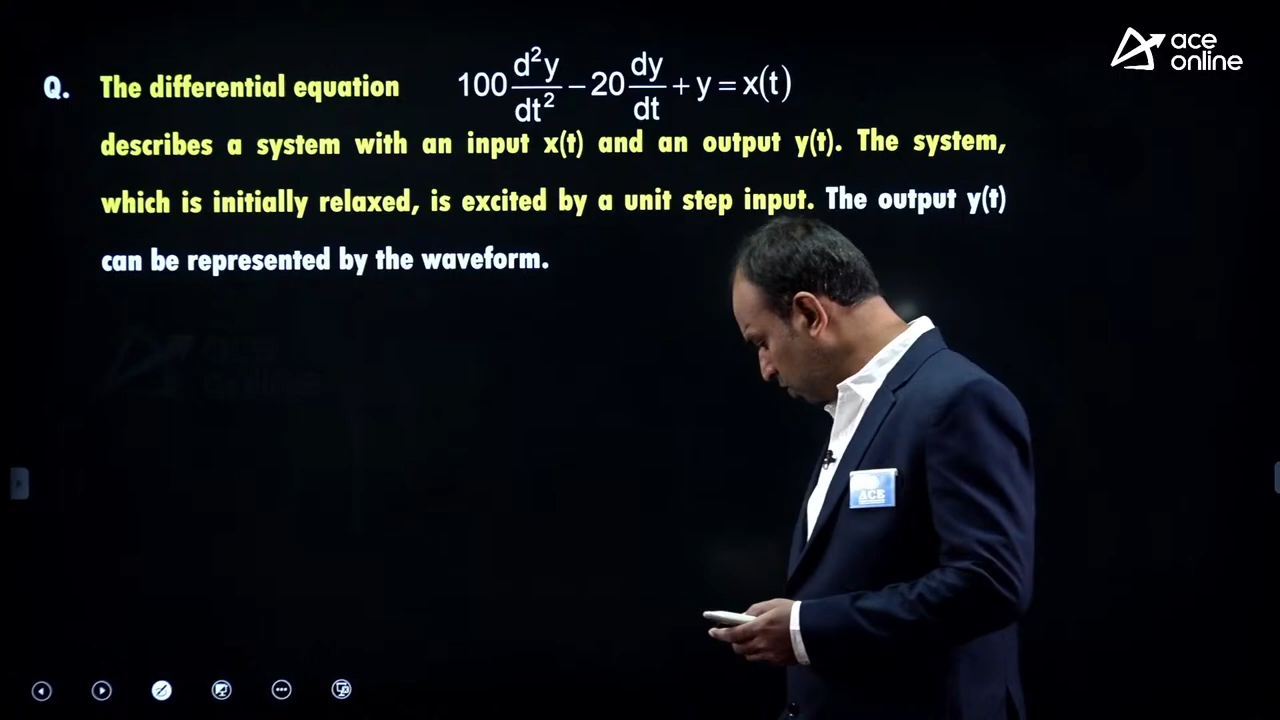 ace
online
Q. The differential equation 100 d²y/dt² − 20 dy/dt + y = x(t)
describes a system with an input x(t) and an output y(t). The system,
which is initially relaxed, is excited by a unit step input. The output y(t)
can be represented by the waveform.
ACE